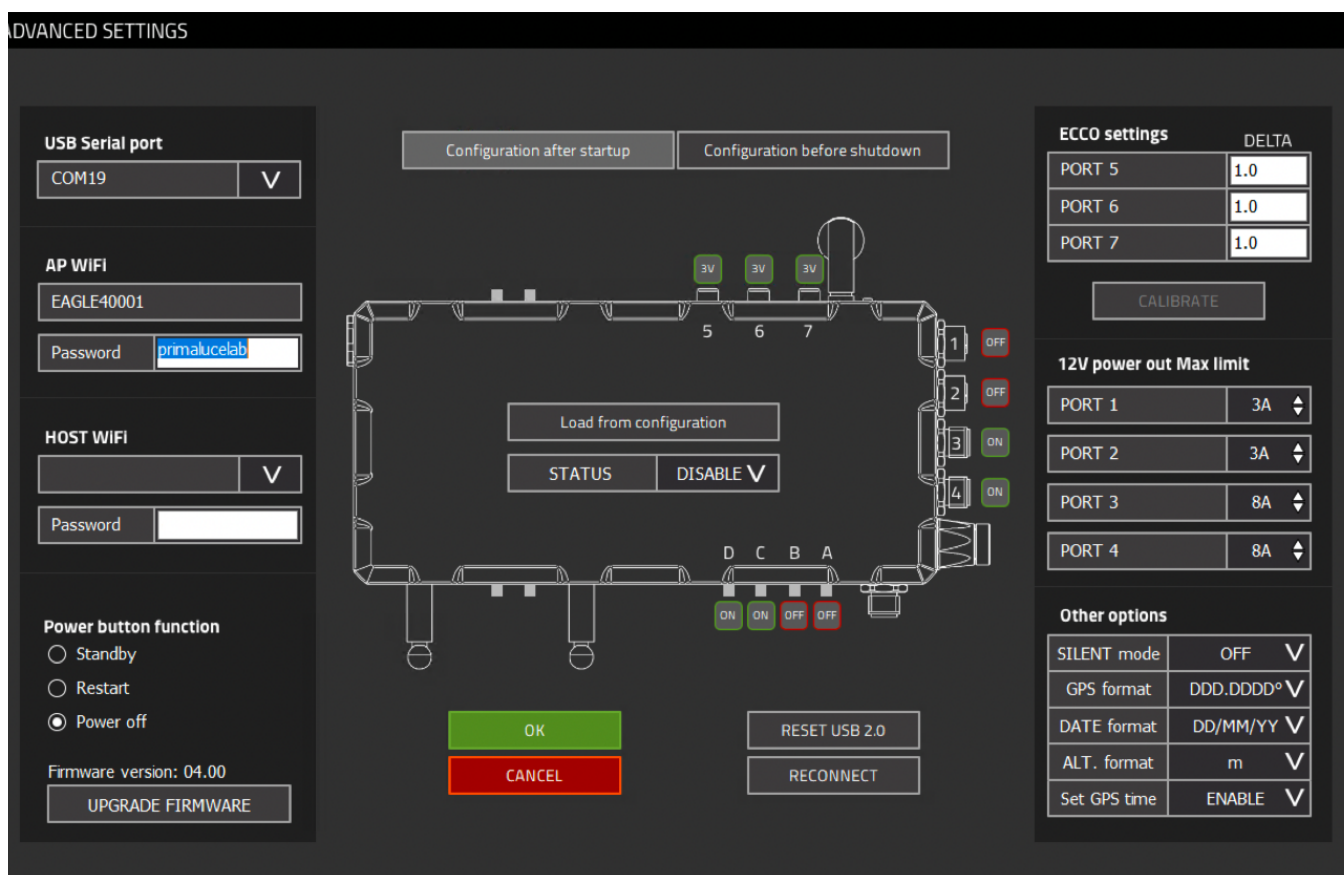 ADVANCED SETTINGS
USB Serial port
COM19
V
AP WiFi
EAGLE40001
Password primalucelab
HOST WiFi
V
Password
Power button function
Standby
Restart
Power off
Firmware version: 04.00
UPGRADE FIRMWARE
Configuration after startup
Configuration before shutdown
3V 3V 3V
5 6 7
1 OFF
2 OFF
3 ON
4 ON
Load from configuration
STATUS DISABLE V
D C B A
ON ON OFF OFF
OK
CANCEL
RESET USB 2.0
RECONNECT
ECCO settings DELTA
PORT 5 1.0
PORT 6 1.0
PORT 7 1.0
CALIBRATE
12V power out Max limit
PORT 1 3A
PORT 2 3A
PORT 3 8A
PORT 4 8A
Other options
SILENT mode OFF V
GPS format DDD.DDDDº V
DATE format DD/MM/YY V
ALT. format m V
Set GPS time ENABLE V